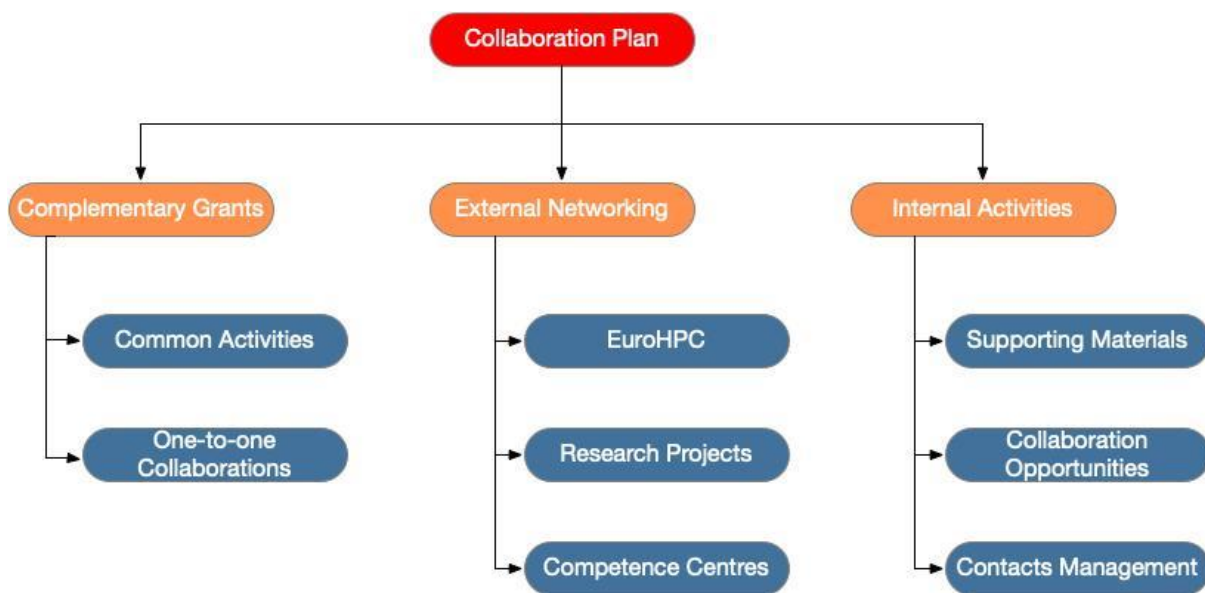 Collaboration Plan
Complementary Grants
External Networking
Internal Activities
Common Activities
EuroHPC
Supporting Materials
One-to-one
Collaborations
Research Projects
Collaboration
Opportunities
Competence Centres
Contacts Management